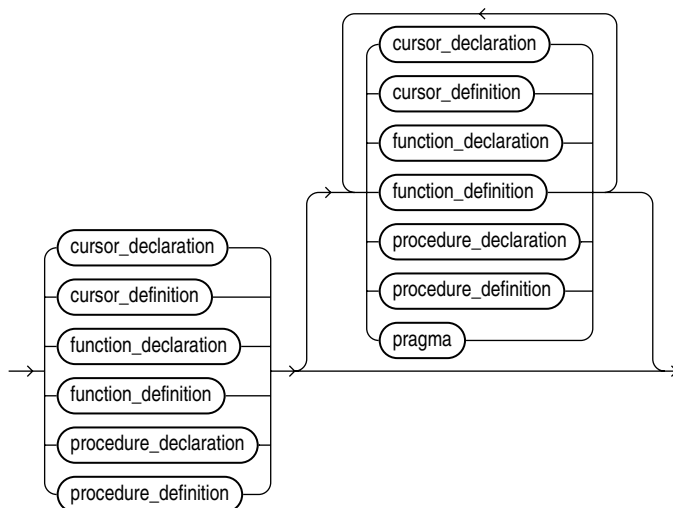 cursor_declaration
cursor_definition
function_declaration
function_definition
procedure_declaration
procedure_definition
pragma
cursor_declaration
cursor_definition
function_declaration
function_definition
procedure_declaration
procedure_definition